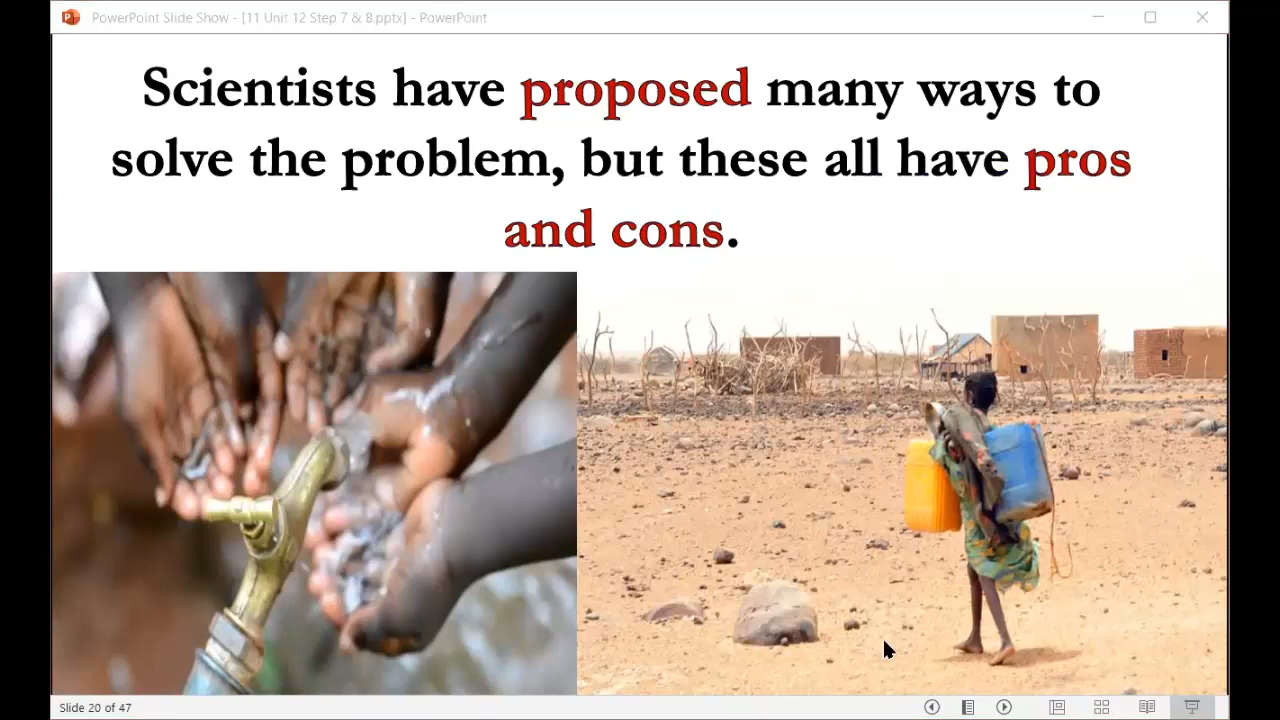 PowerPoint Slide Show - [11 Unit 12 Step 7 & 8.pptx] - PowerPoint
Scientists have proposed many ways to
solve the problem, but these all have pros
and cons.
Slide 20 of 47